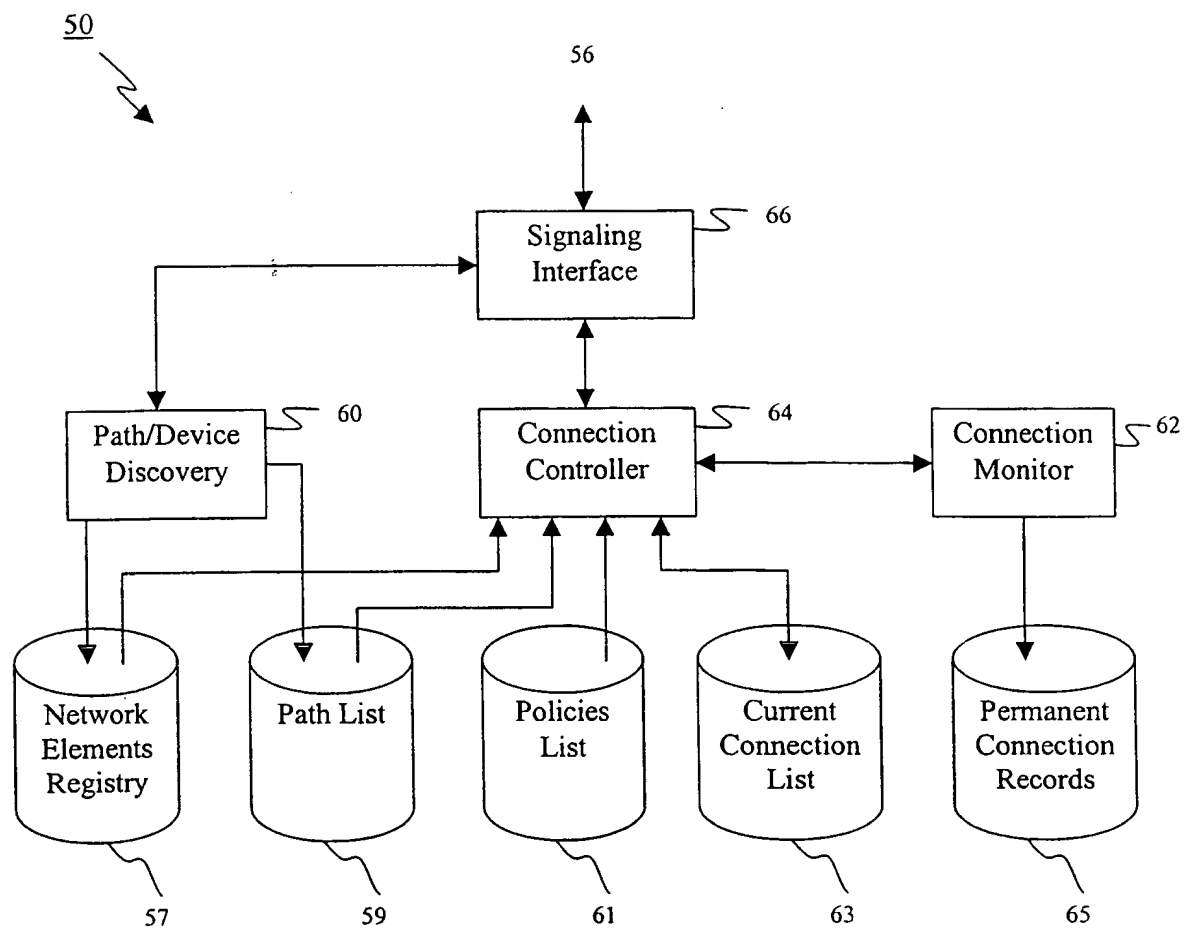 50
56
66
Signaling
Interface
60
Path/Device
Discovery
64
Connection
Controller
62
Connection
Monitor
Network
Elements
Registry
Path List
Policies
List
Current
Connection
List
Permanent
Connection
Records
57
59
61
63
65